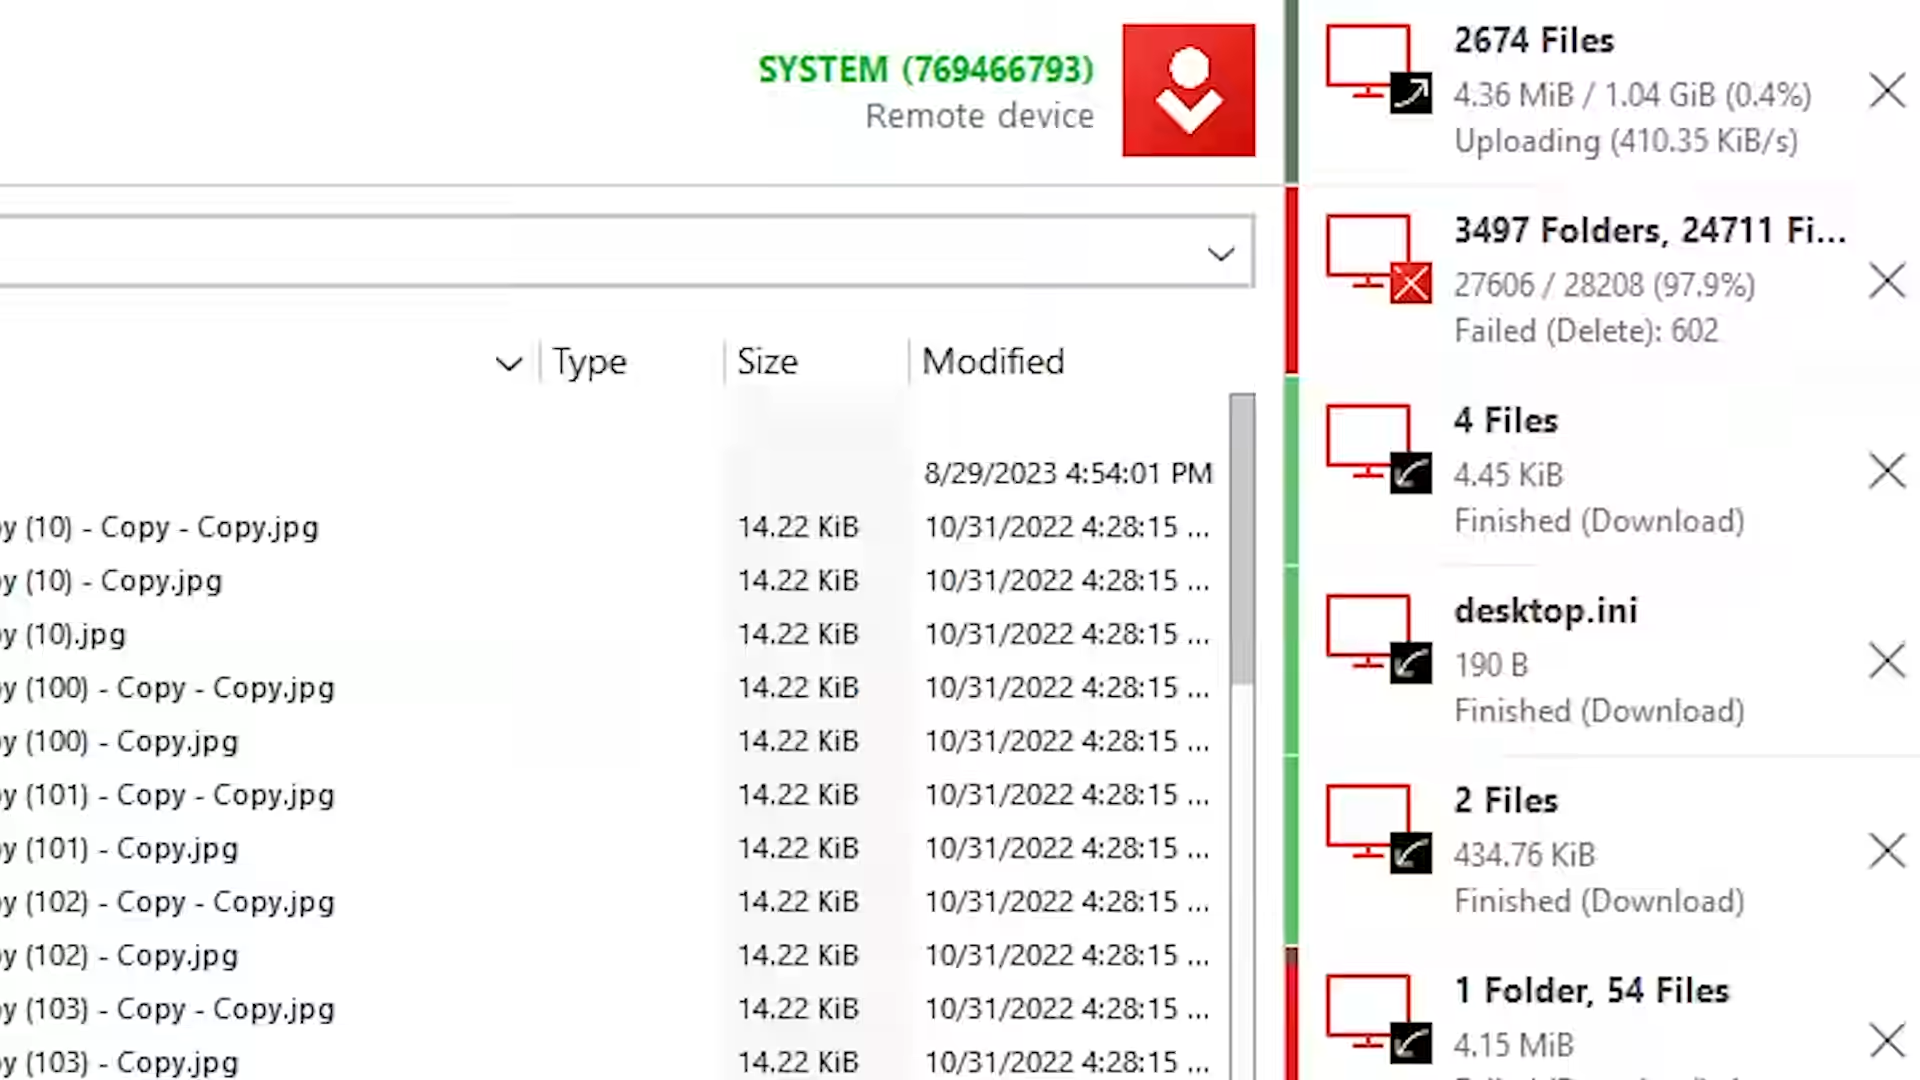 SYSTEM (769466793)
Remote device
Type
Size
Modified
8/29/2023 4:54:01 PM
y (10) - Copy - Copy.jpg 14.22 KiB 10/31/2022 4:28:15 ...
y (10) - Copy.jpg 14.22 KiB 10/31/2022 4:28:15 ...
y (10).jpg 14.22 KiB 10/31/2022 4:28:15 ...
y (100) - Copy - Copy.jpg 14.22 KiB 10/31/2022 4:28:15 ...
y (100) - Copy.jpg 14.22 KiB 10/31/2022 4:28:15 ...
y (101) - Copy - Copy.jpg 14.22 KiB 10/31/2022 4:28:15 ...
y (101) - Copy.jpg 14.22 KiB 10/31/2022 4:28:15 ...
y (102) - Copy - Copy.jpg 14.22 KiB 10/31/2022 4:28:15 ...
y (102) - Copy.jpg 14.22 KiB 10/31/2022 4:28:15 ...
y (103) - Copy - Copy.jpg 14.22 KiB 10/31/2022 4:28:15 ...
y (103) - Copy.jpg 14.22 KiB 10/31/2022 4:28:15 ...
2674 Files
4.36 MiB / 1.04 GiB (0.4%)
Uploading (410.35 KiB/s)
3497 Folders, 24711 Fi...
27606 / 28208 (97.9%)
Failed (Delete): 602
4 Files
4.45 KiB
Finished (Download)
desktop.ini
190 B
Finished (Download)
2 Files
434.76 KiB
Finished (Download)
1 Folder, 54 Files
4.15 MiB